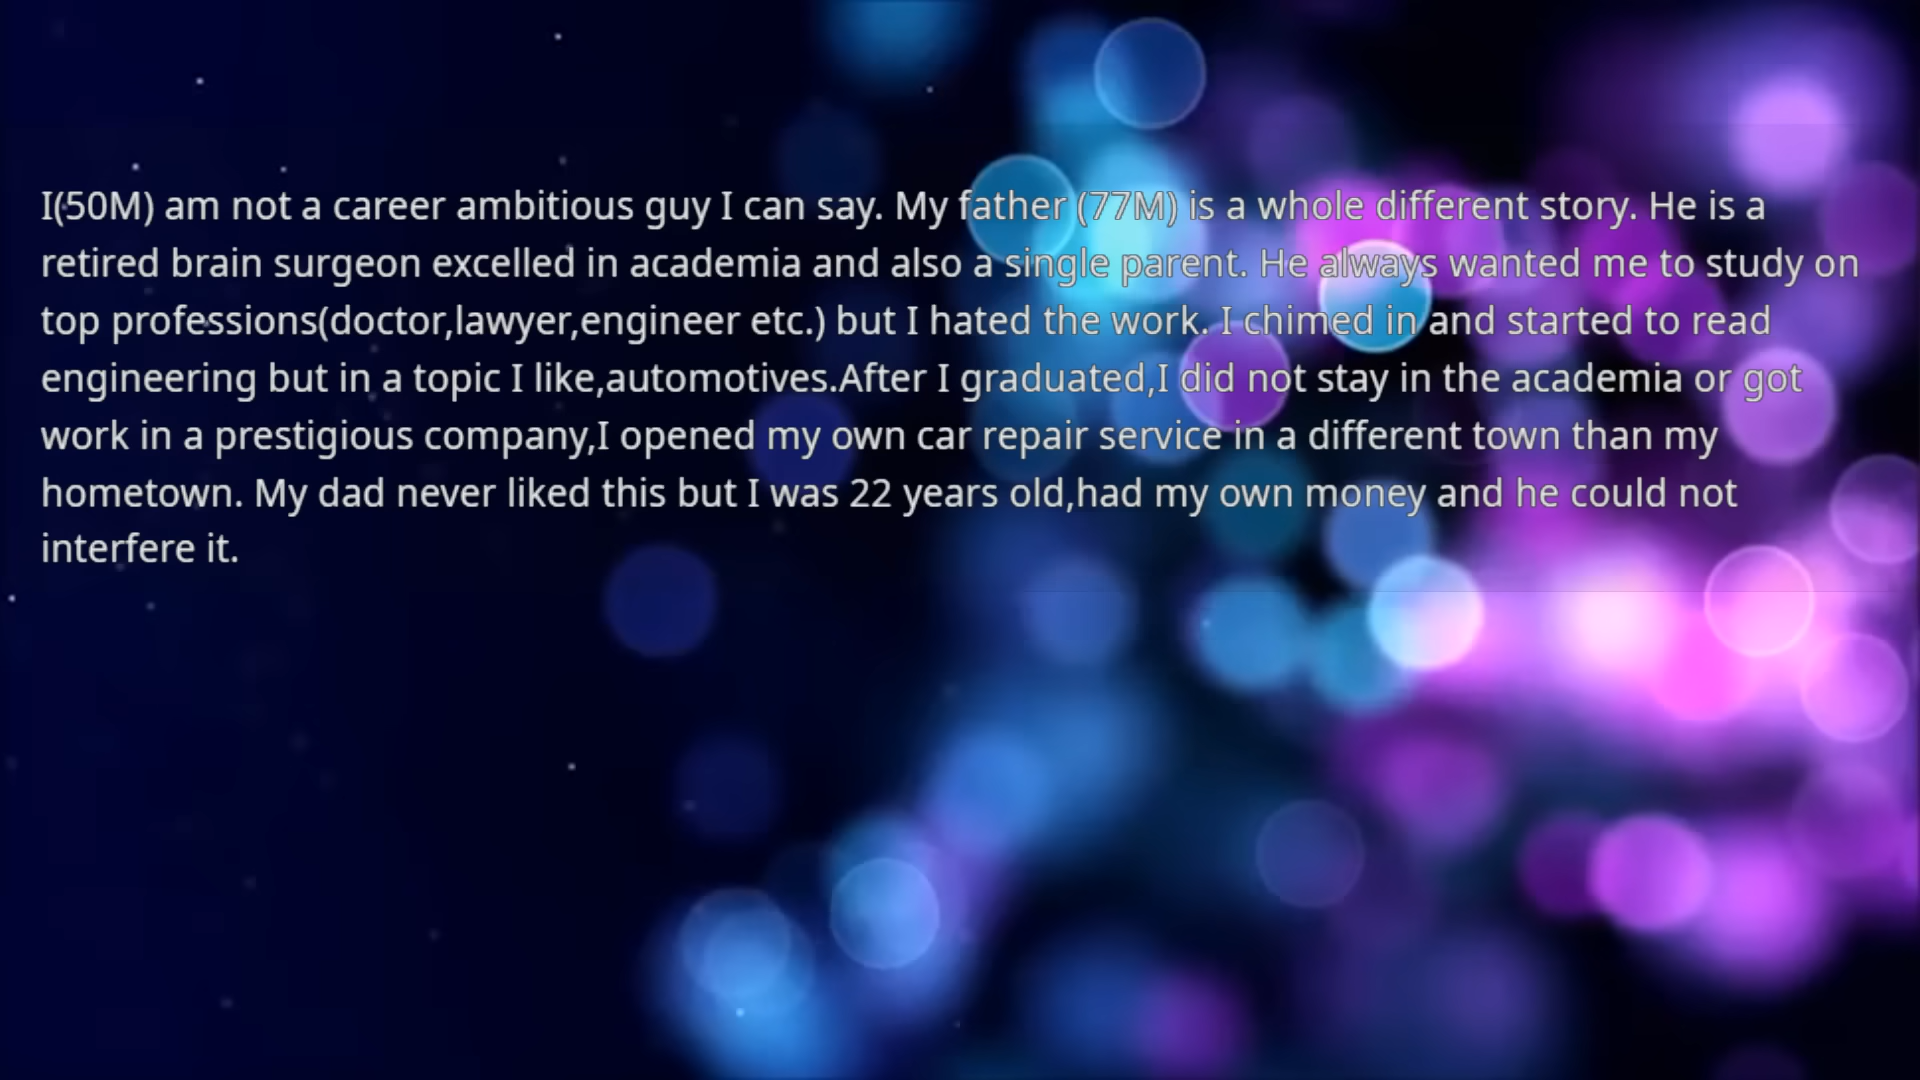 I(50M) am not a career ambitious guy I can say. My father (77M) is a whole different story. He is a
retired brain surgeon excelled in academia and also a single parent. He always wanted me to study on
top professions(doctor,lawyer,engineer etc.) but I hated the work. I chimed in and started to read
engineering but in a topic I like,automotives.After I graduated,I did not stay in the academia or got
work in a prestigious company,I opened my own car repair service in a different town than my
hometown. My dad never liked this but I was 22 years old,had my own money and he could not
interfere it.